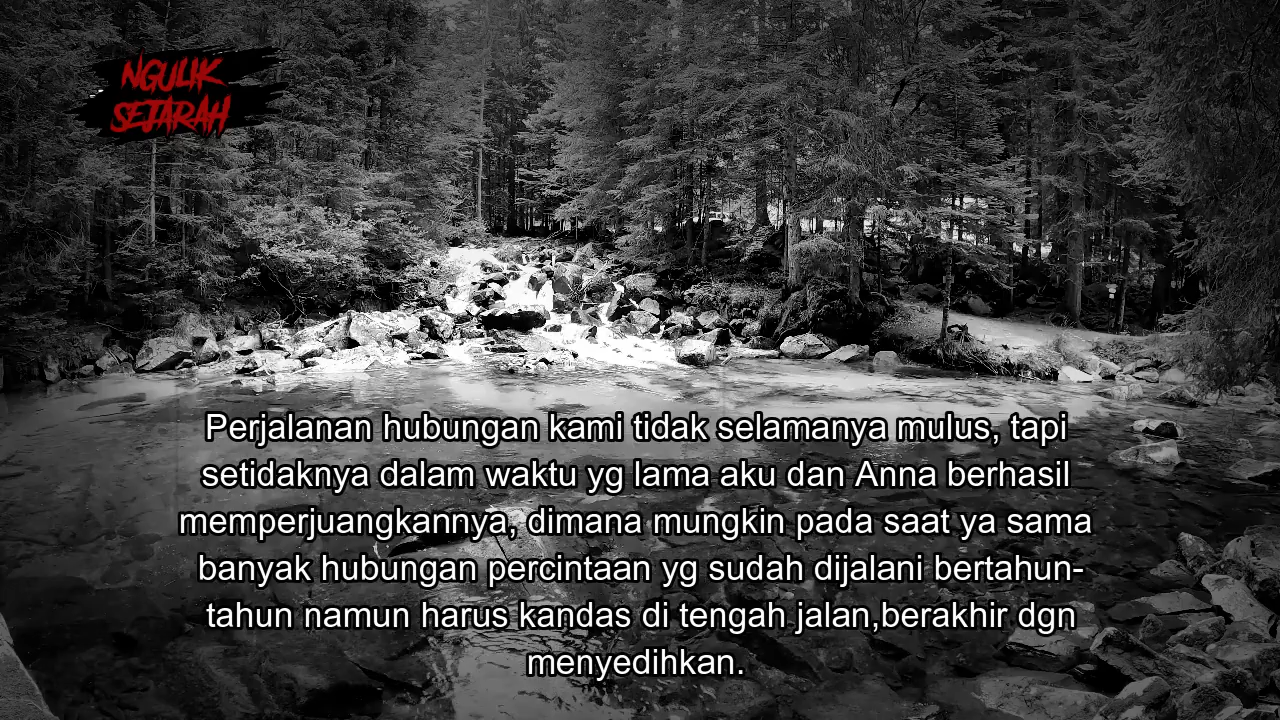 NGULIK
SEJARAH
Perjalanan hubungan kami tidak selamanya mulus, tapi
setidaknya dalam waktu yg lama aku dan Anna berhasil
memperjuangkannya, dimana mungkin pada saat ya sama
banyak hubungan percintaan yg sudah dijalani bertahun-
tahun namun harus kandas di tengah jalan,berakhir dgn
menyedihkan.